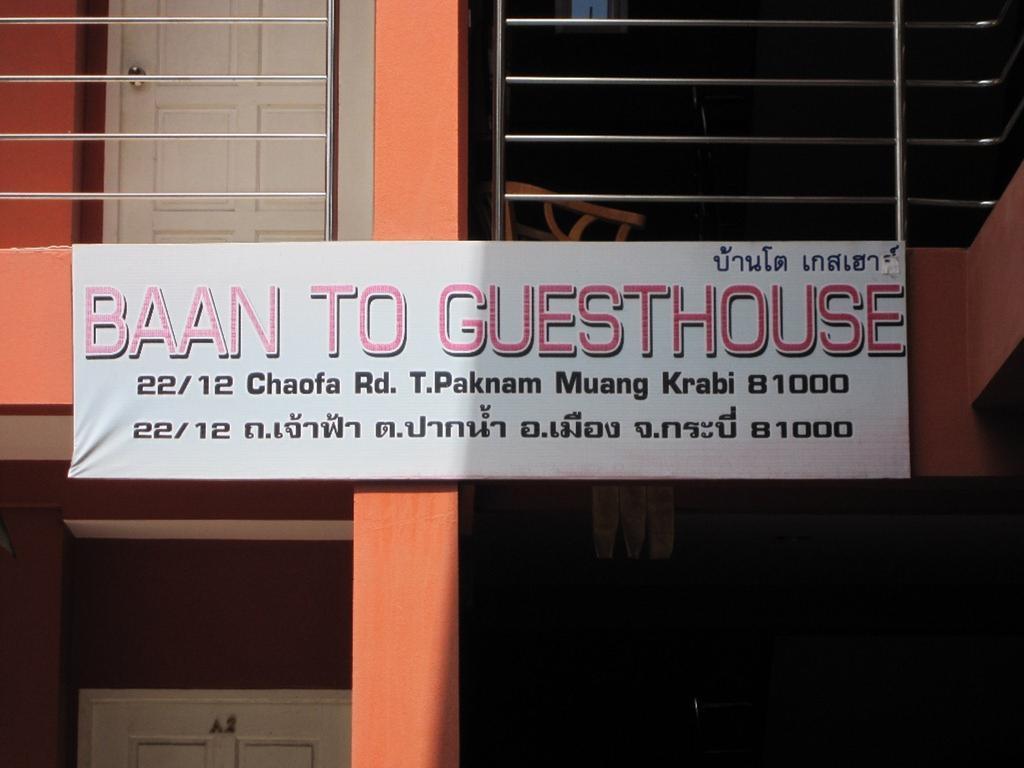 บ้านโต เกสเฮาส์
BAAN TO GUESTHOUSE
22/12 Chaofa Rd. T.Paknam Muang Krabi 81000
22/12 ถ.เจ้าฟ้า ต.ปากน้ำ อ.เมือง จ.กระบี่ 81000
A2